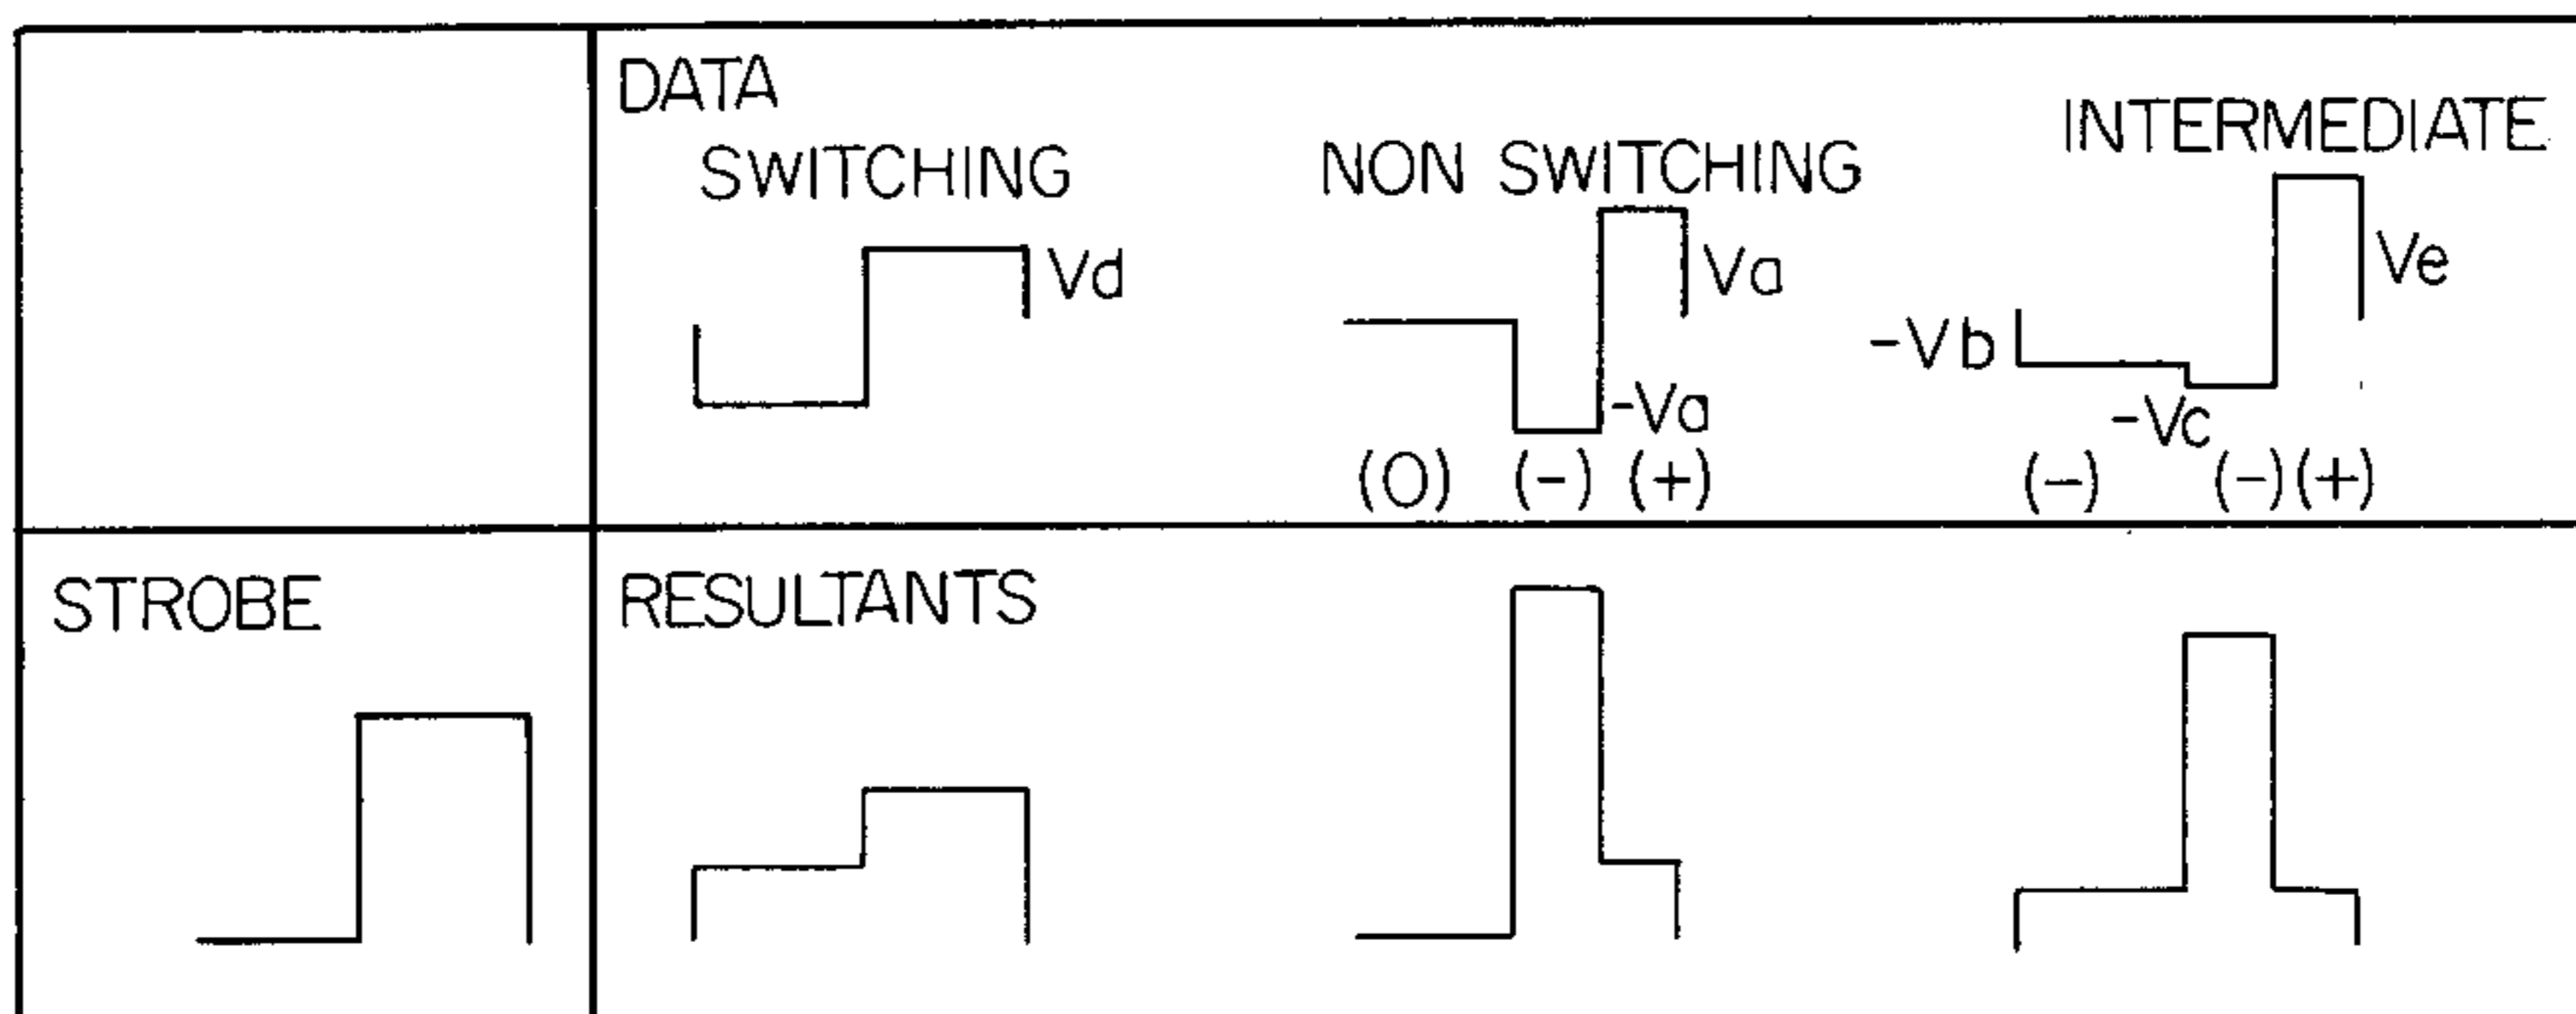 DATA
SWITCHING
NON SWITCHING
INTERMEDIATE
Vd
Va
-Va
-Vb
-Vc
Ve
(0) (-) (+)
(-) (-) (+)
STROBE
RESULTANTS